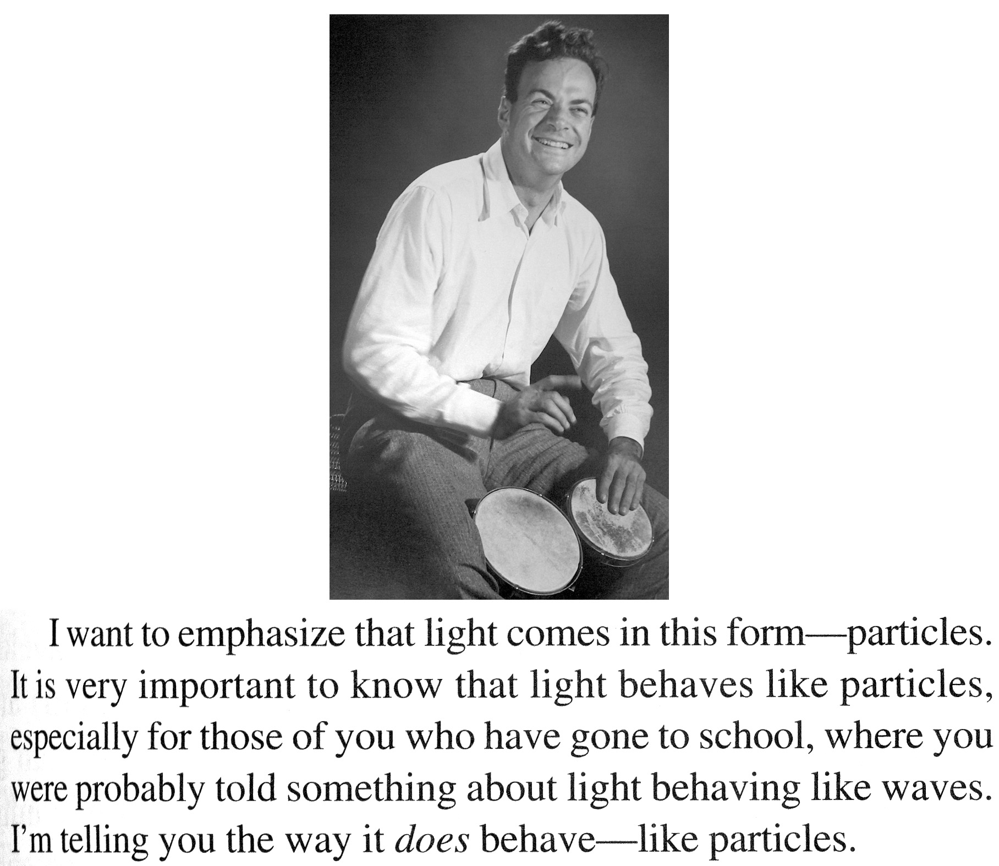 I want to emphasize that light comes in this form—particles.
It is very important to know that light behaves like particles,
especially for those of you who have gone to school, where you
were probably told something about light behaving like waves.
I'm telling you the way it does behave—like particles.